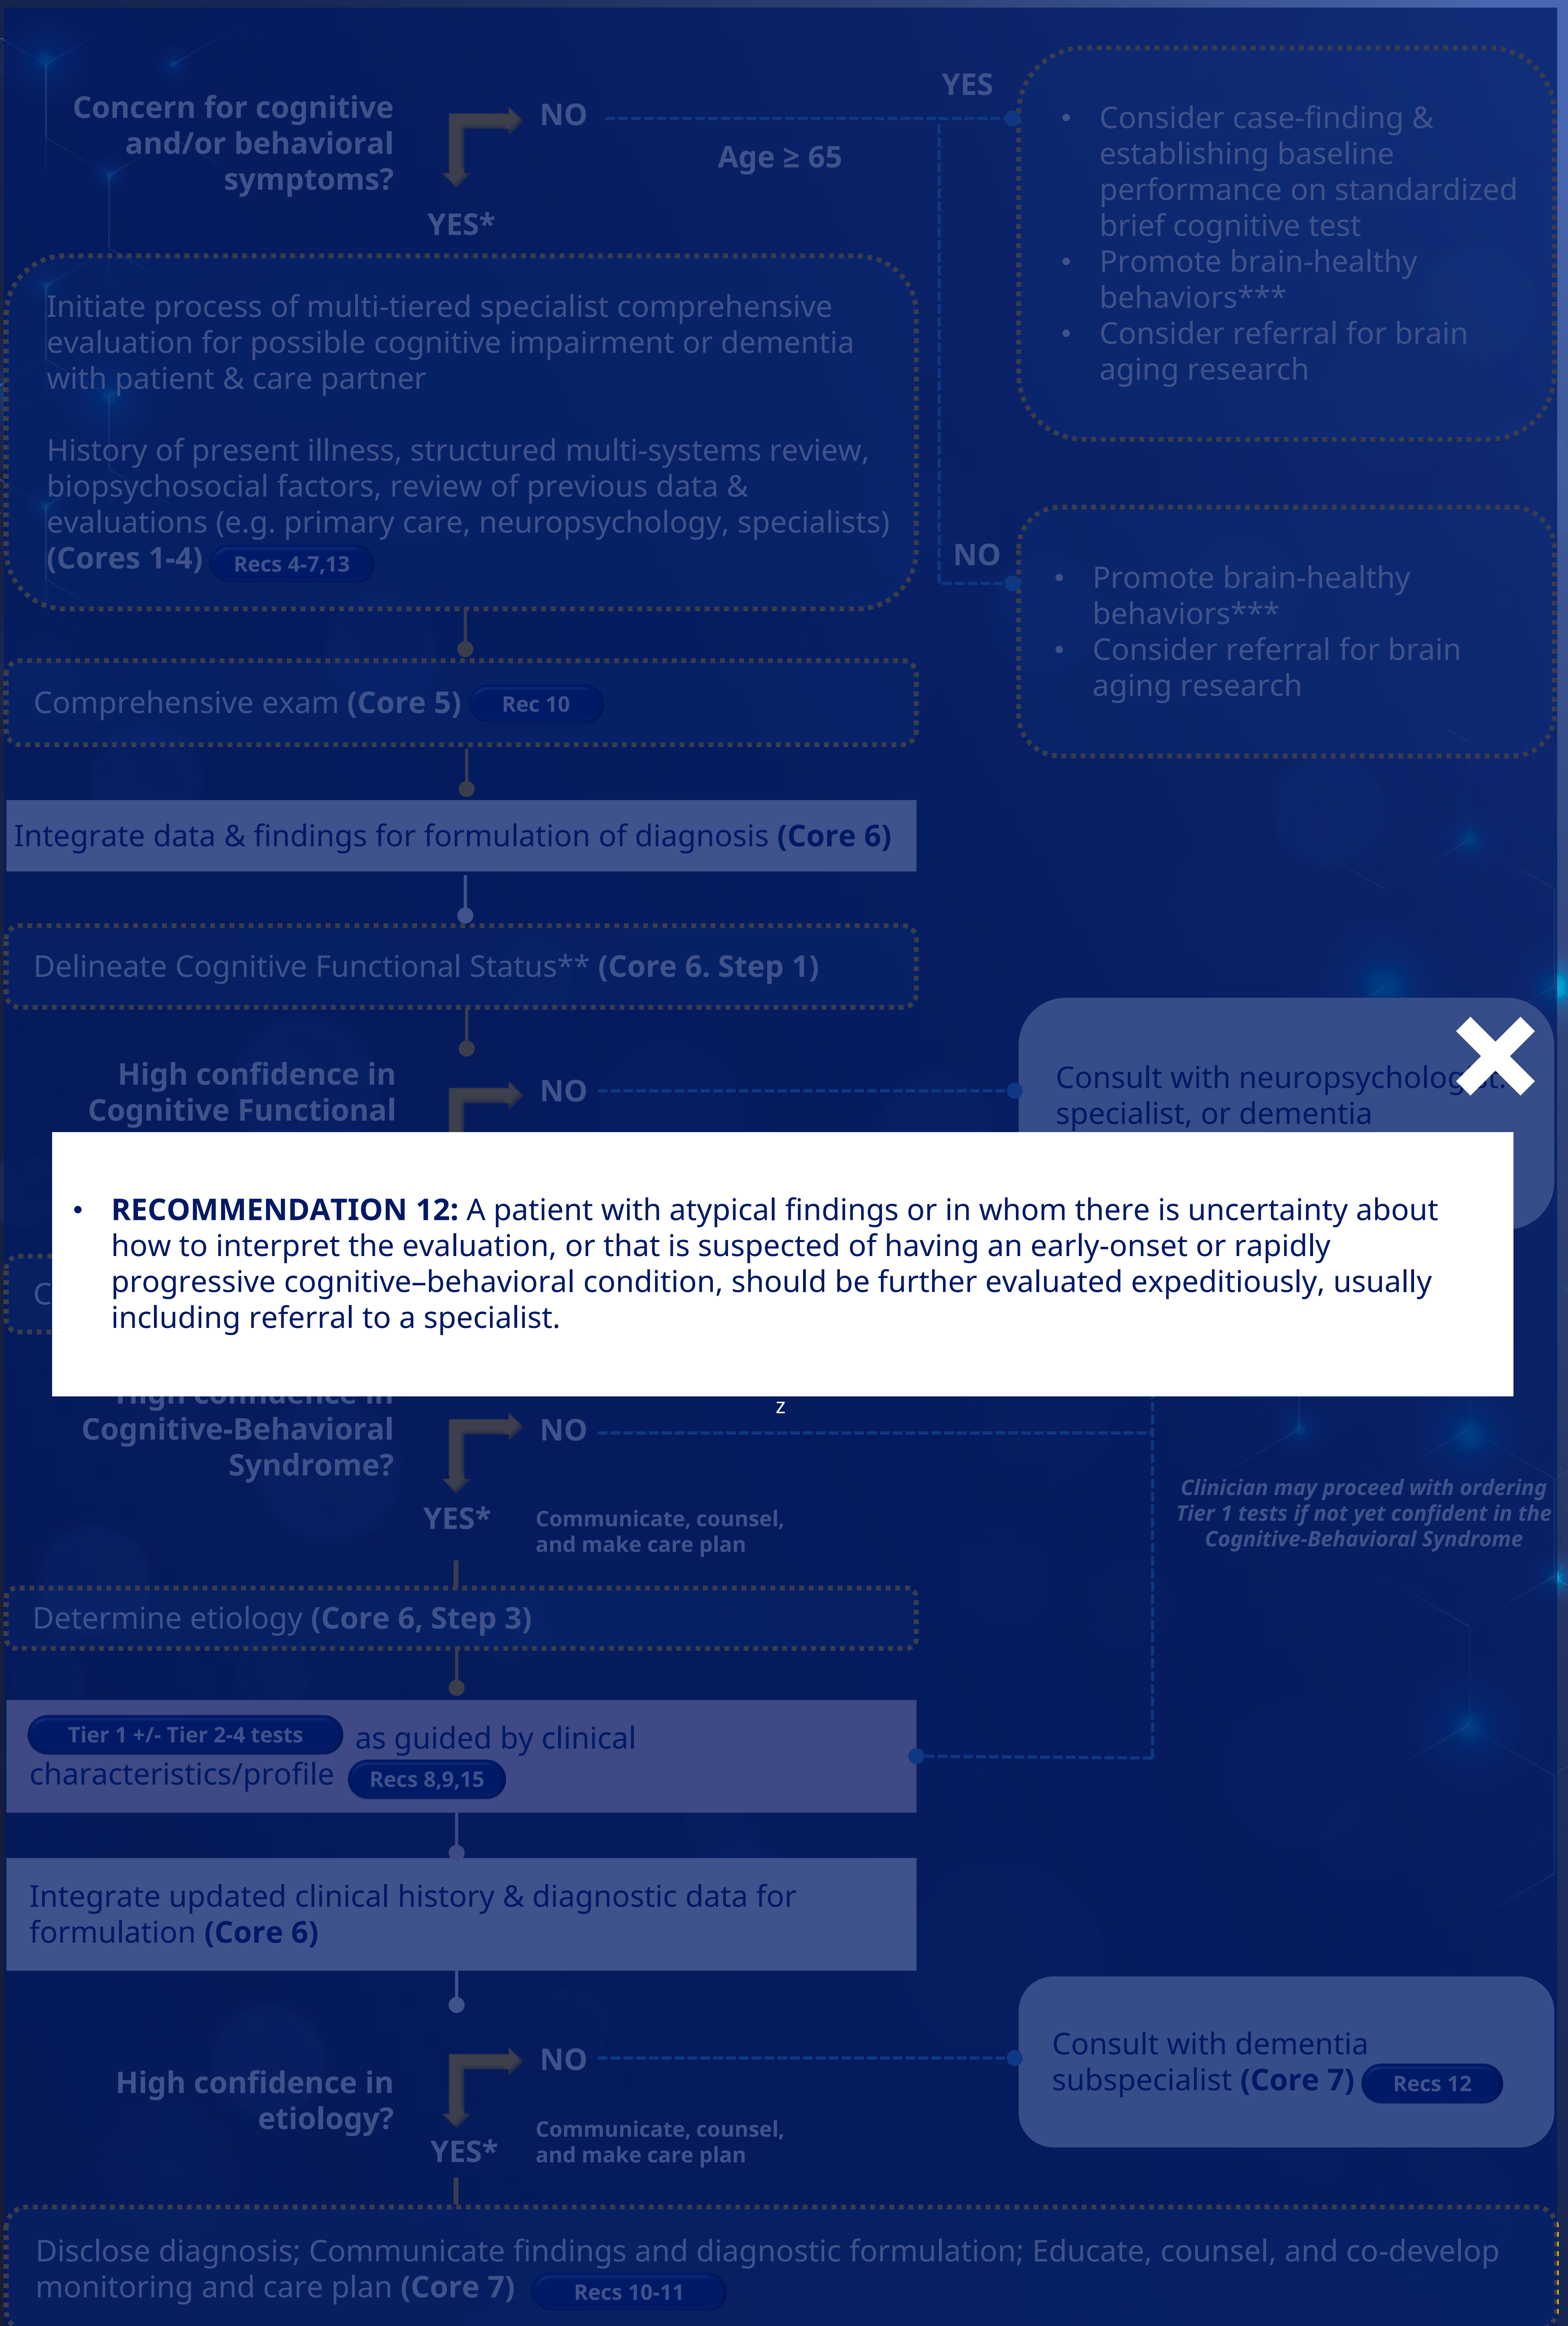 Concern for cognitive
and/or behavioral
symptoms?
NO
YES
Age ≥ 65
YES*
• Consider case-finding &
establishing baseline
performance on standardized
brief cognitive test
• Promote brain-healthy
behaviors***
• Consider referral for brain
aging research
Initiate process of multi-tiered specialist comprehensive
evaluation for possible cognitive impairment or dementia
with patient & care partner
History of present illness, structured multi-systems review,
biopsychosocial factors, review of previous data &
evaluations (e.g. primary care, neuropsychology, specialists)
(Cores 1-4) Recs 4-7,13
NO
• Promote brain-healthy
behaviors***
• Consider referral for brain
aging research
Comprehensive exam (Core 5) Rec 10
Integrate data & findings for formulation of diagnosis (Core 6)
Delineate Cognitive Functional Status** (Core 6. Step 1)
High confidence in
Cognitive Functional
NO
Consult with
specialist, or dementia
• RECOMMENDATION 12: A patient with atypical findings or in whom there is uncertainty about
how to interpret the evaluation, or that is suspected of having an early-onset or rapidly
progressive cognitive–behavioral condition, should be further evaluated expeditiously, usually
including referral to a specialist.
C
z
High confidence in
Cognitive-Behavioral
Syndrome?
NO
YES*
Communicate, counsel,
and make care plan
Clinician may proceed with ordering
Tier 1 tests if not yet confident in the
Cognitive-Behavioral Syndrome
Determine etiology (Core 6, Step 3)
Tier 1 +/- Tier 2-4 tests as guided by clinical
characteristics/profile Recs 8,9,15
Integrate updated clinical history & diagnostic data for
formulation (Core 6)
High confidence in
etiology?
NO
YES*
Communicate, counsel,
and make care plan
Consult with dementia
subspecialist (Core 7) Recs 12
Disclose diagnosis; Communicate findings and diagnostic formulation; Educate, counsel, and co-develop
monitoring and care plan (Core 7) Recs 10-11